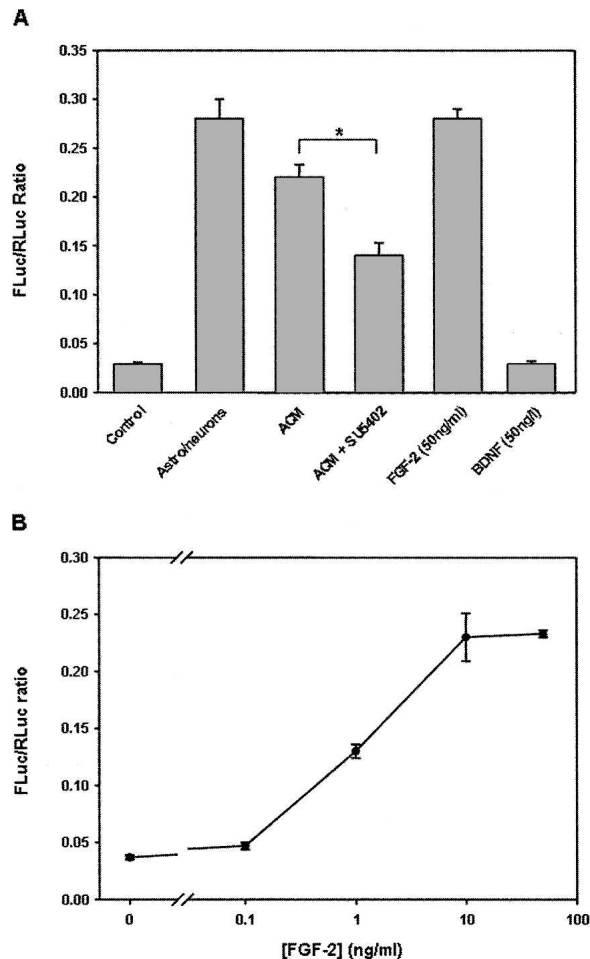 A
0.35
0.30
0.25
0.20
0.15
0.10
0.05
0.00
FLuc/RLuc Ratio
*
Control
Astro/neurons
ACM
ACM + SU5402
FGF-2 (50ng/ml)
BDNF (50ng/l)
B
0.30
0.25
0.20
0.15
0.10
0.05
0.00
FLuc/RLuc ratio
0 0.1 1 10 100
[FGF-2] (ng/ml)